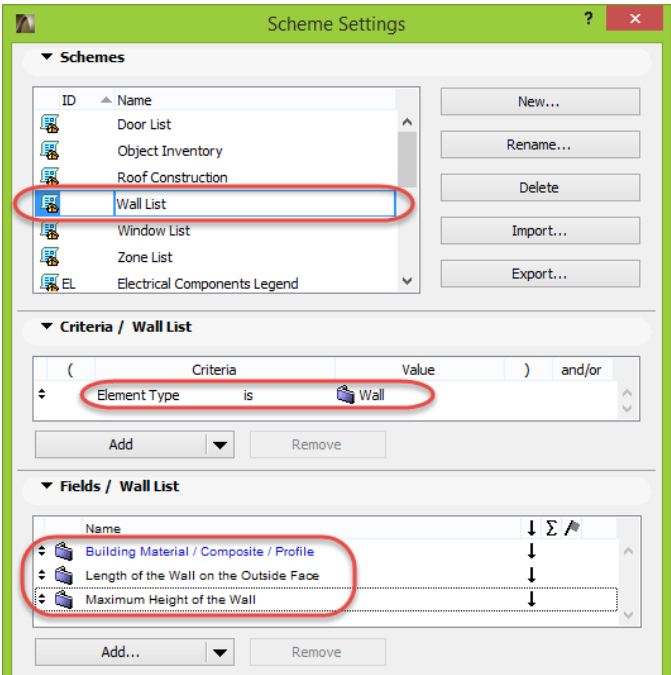 Scheme Settings
? ×
▼ Schemes
ID Name
Door List
Object Inventory
Roof Construction
Wall List
Window List
Zone List
EL Electrical Components Legend
New...
Rename...
Delete
Import...
Export...
▼ Criteria / Wall List
( Criteria Value ) and/or
Element Type is Wall
Add
Remove
▼ Fields / Wall List
Name ↓ Σ
Building Material / Composite / Profile ↓
Length of the Wall on the Outside Face ↓
Maximum Height of the Wall ↓
Add...
Remove